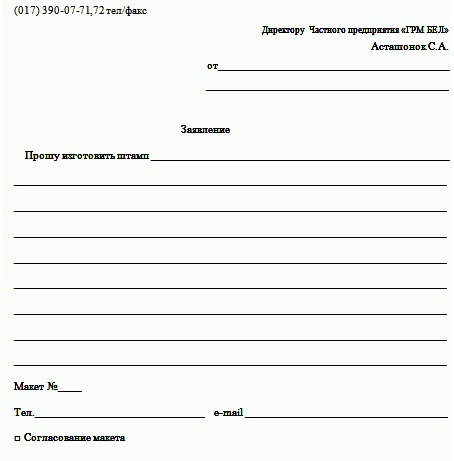 (017) 390-07-71,72 тел/факс
Директору Частного предприятия «ГРМ БЕЛ»
Асташонок С.А.
от
Заявление
Прошу изготовить штамп
Макет №
Тел. e-mail
□ Согласование макета